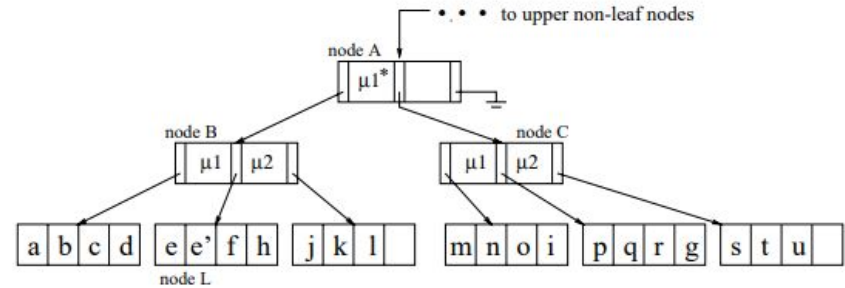 • • • to upper non-leaf nodes
node A
μ1*
node B
node C
μ1 μ2
μ1 μ2
a b c d
e e’ f h
j k l
m n o i
p q r g
s t u
node L